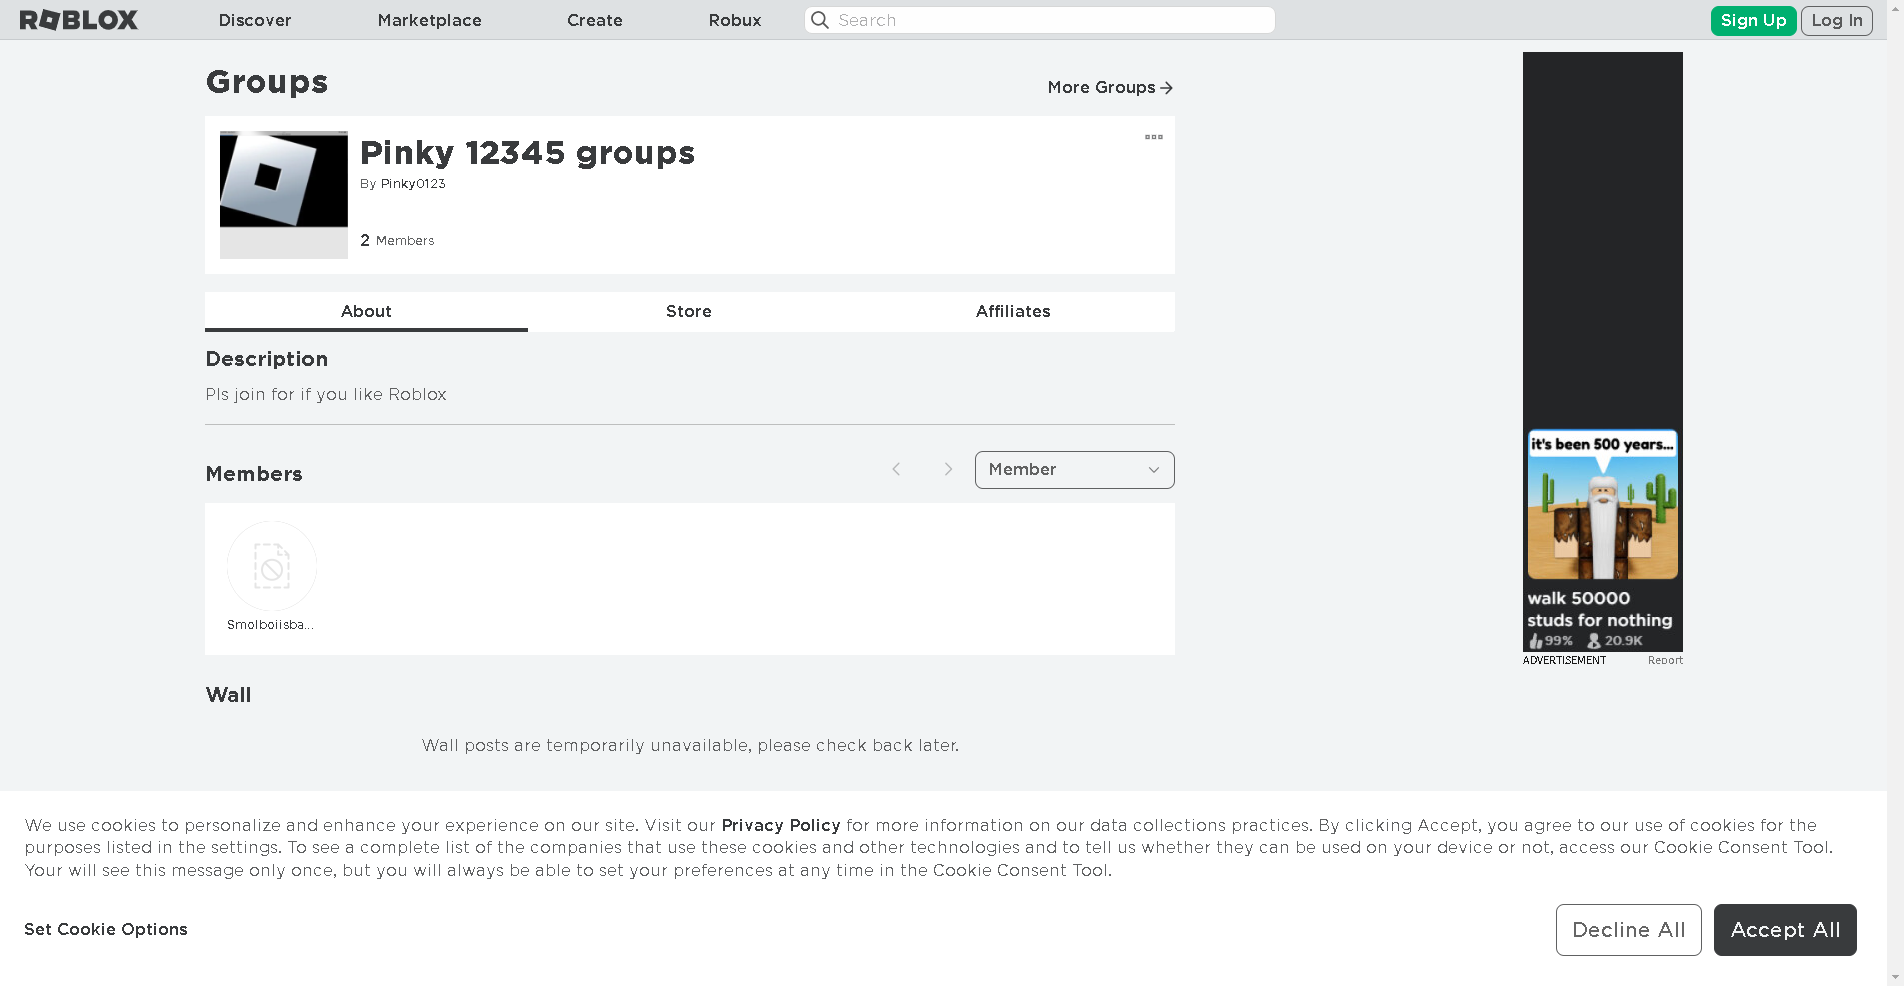 ROBLOX Discover Marketplace Create Robux Search Sign Up Log In
Groups
More Groups
Pinky 12345 groups
By Pinky0123
2 Members
About Store Affiliates
Description
Pls join for if you like Roblox
Members
Member
Smolboiisba...
Wall
Wall posts are temporarily unavailable, please check back later.
it's been 500 years...
walk 50000
studs for nothing
99% 20.9K
ADVERTISEMENT Report
We use cookies to personalize and enhance your experience on our site. Visit our Privacy Policy for more information on our data collections practices. By clicking Accept, you agree to our use of cookies for the
purposes listed in the settings. To see a complete list of the companies that use these cookies and other technologies and to tell us whether they can be used on your device or not, access our Cookie Consent Tool.
Your will see this message only once, but you will always be able to set your preferences at any time in the Cookie Consent Tool.
Set Cookie Options
Decline All Accept All